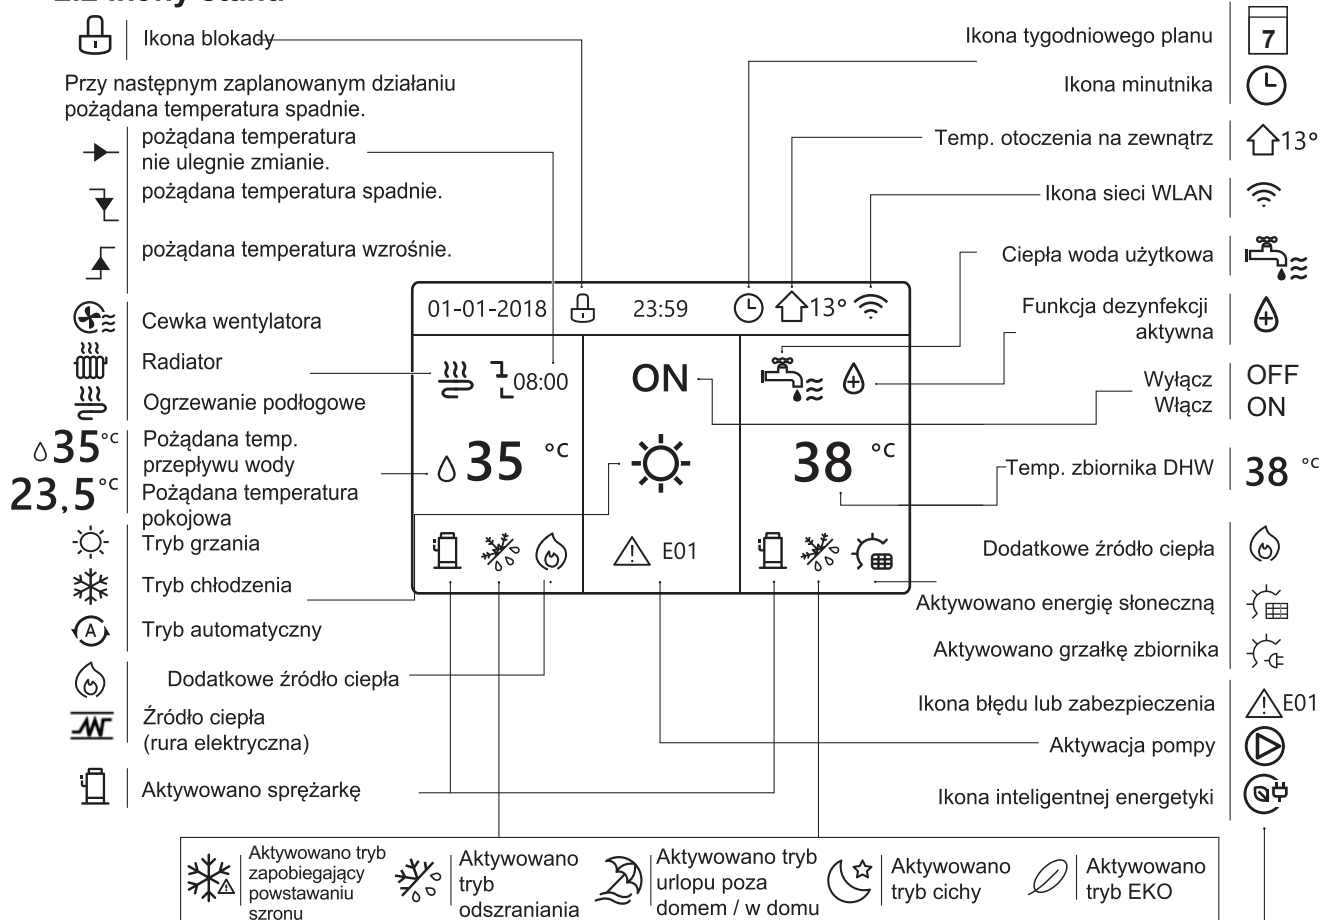 2.2 Ikony stanu
Ikona blokady
Przy następnym zaplanowanym działaniu
pożądana temperatura spadnie.
pożądana temperatura
nie ulegnie zmianie.
pożądana temperatura spadnie.
pożądana temperatura wzrośnie.
Cewka wentylatora
Radiator
Ogrzewanie podłogowe
35°C
Pożądana temp.
przepływu wody
23,5°C
Pożądana temperatura
pokojowa
Tryb grzania
Tryb chłodzenia
A
Tryb automatyczny
Dodatkowe źródło ciepła
Źródło ciepła
(rura elektryczna)
Aktywowano sprężarkę
01-01-2018 23:59 13°
08:00
ON
35 °C
38 °C
E01
Ikona tygodniowego planu
7
Ikona minutnika
Temp. otoczenia na zewnątrz
13°
Ikona sieci WLAN
Ciepła woda użytkowa
Funkcja dezynfekcji
aktywna
Wyłącz OFF
Włącz ON
Temp. zbiornika DHW
38 °C
Dodatkowe źródło ciepła
Aktywowano energię słoneczną
Aktywowano grzałkę zbiornika
Ikona błędu lub zabezpieczenia
E01
Aktywacja pompy
Ikona inteligentnej energetyki
Aktywowano tryb
zapobiegający
powstawaniu
szronu
Aktywowano
tryb
odszraniania
Aktywowano tryb
urlopu poza
domem / w domu
Aktywowano
tryb cichy
Aktywowano
tryb EKO